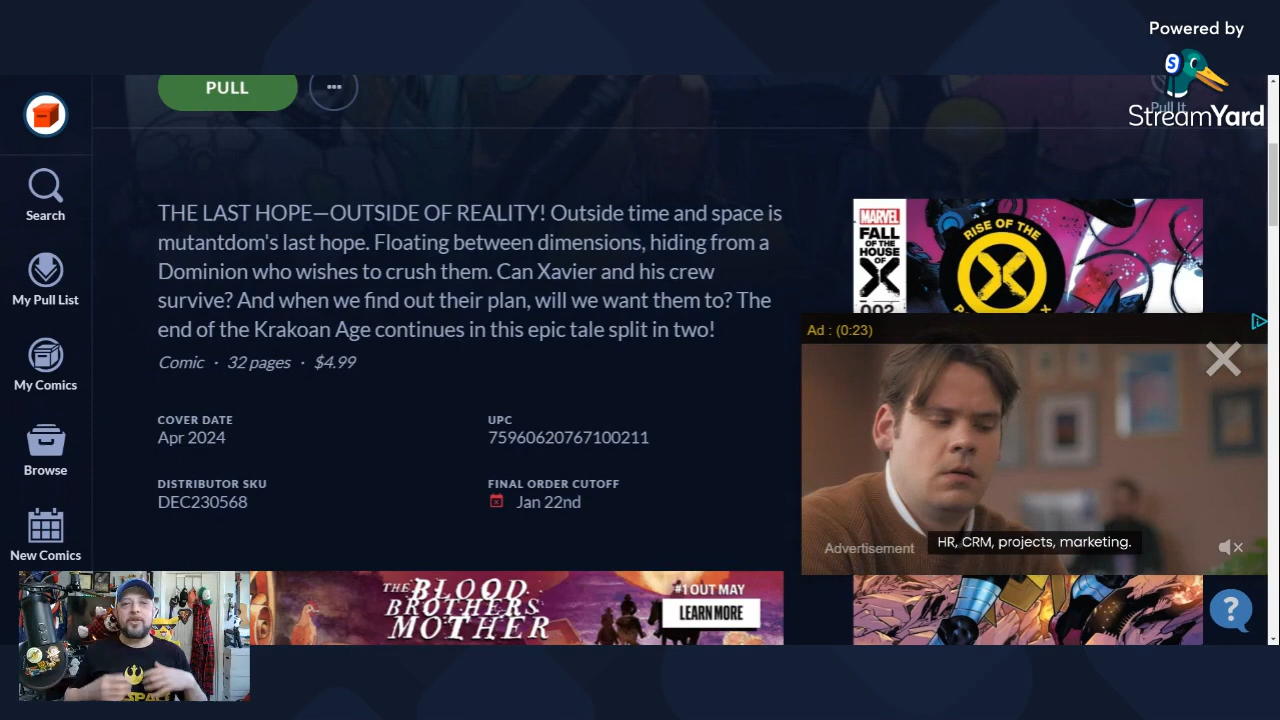 Powered by
StreamYard
PULL
Pull It
Search
My Pull List
My Comics
Browse
New Comics
THE LAST HOPE—OUTSIDE OF REALITY! Outside time and space is
mutantdom's last hope. Floating between dimensions, hiding from a
Dominion who wishes to crush them. Can Xavier and his crew
survive? And when we find out their plan, will we want them to? The
end of the Krakoan Age continues in this epic tale split in two!
Comic · 32 pages · $4.99
COVER DATE
Apr 2024
UPC
75960620767100211
DISTRIBUTOR SKU
DEC230568
FINAL ORDER CUTOFF
Jan 22nd
MARVEL
FALL
OF THE
HOUSE
OF
X
002
RISE OF THE
X
Ad : (0:23)
Advertisement
HR, CRM, projects, marketing.
THE BLOOD
BROTHERS
MOTHER
#1 OUT MAY
LEARN MORE
?
SPACE